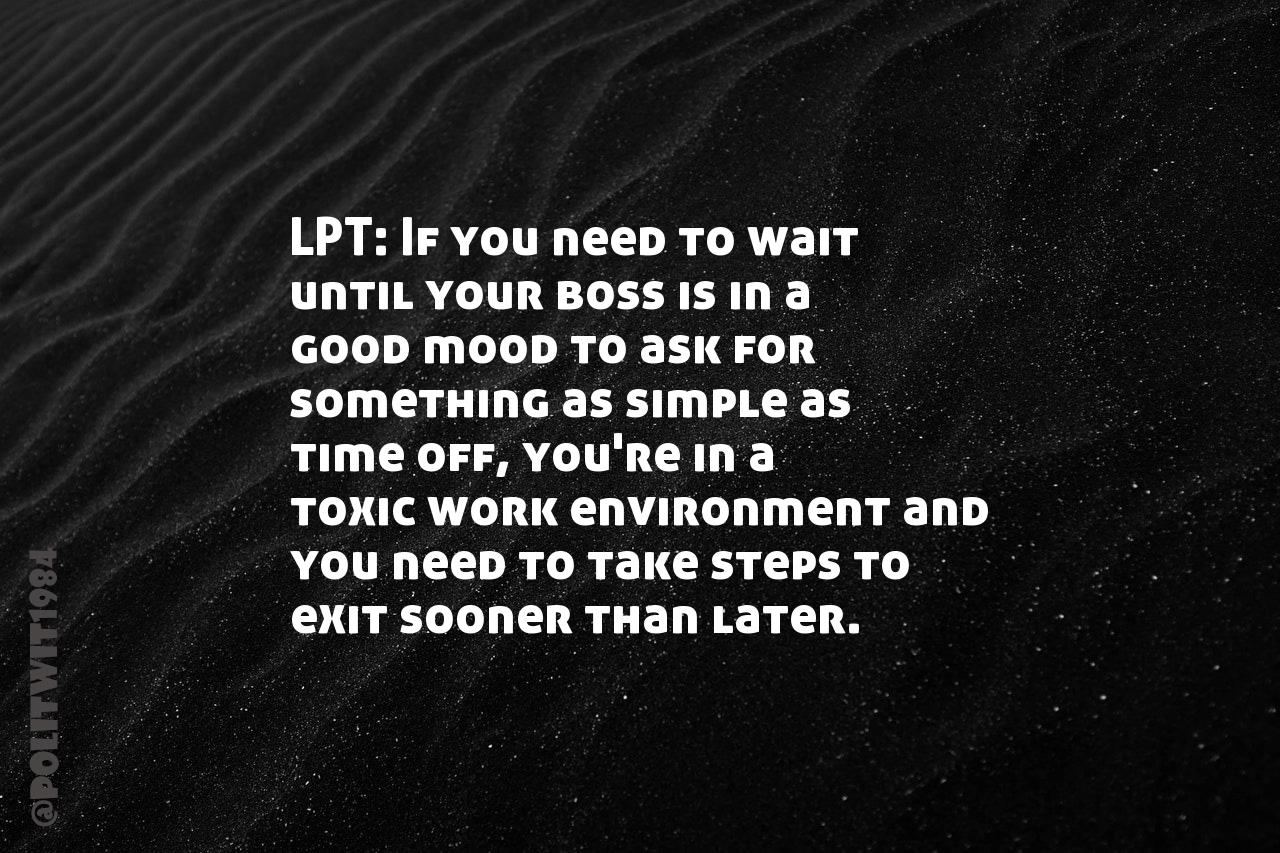 LPT: If you need to wait
until your boss is in a
good mood to ask for
something as simple as
time off, you're in a
toxic work environment and
you need to take steps to
exit sooner than later.
@POLITWIT1984